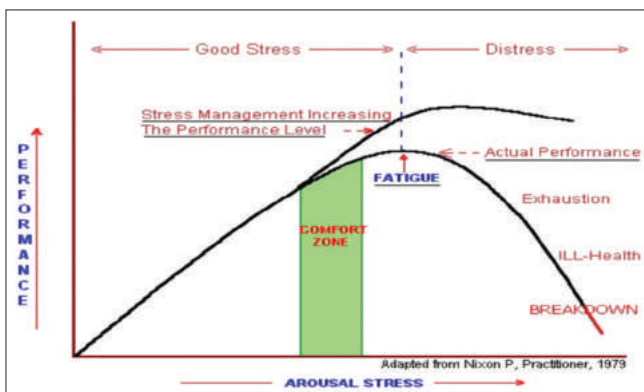 Good Stress
Distress
Stress Management Increasing
The Performance Level
Actual Performance
FATIGUE
PERFORMANCE
COMFORT
ZONE
Exhaustion
ILL-Health
BREAKDOWN
Adapted from Nixon P, Practitioner, 1979
AROUSAL STRESS